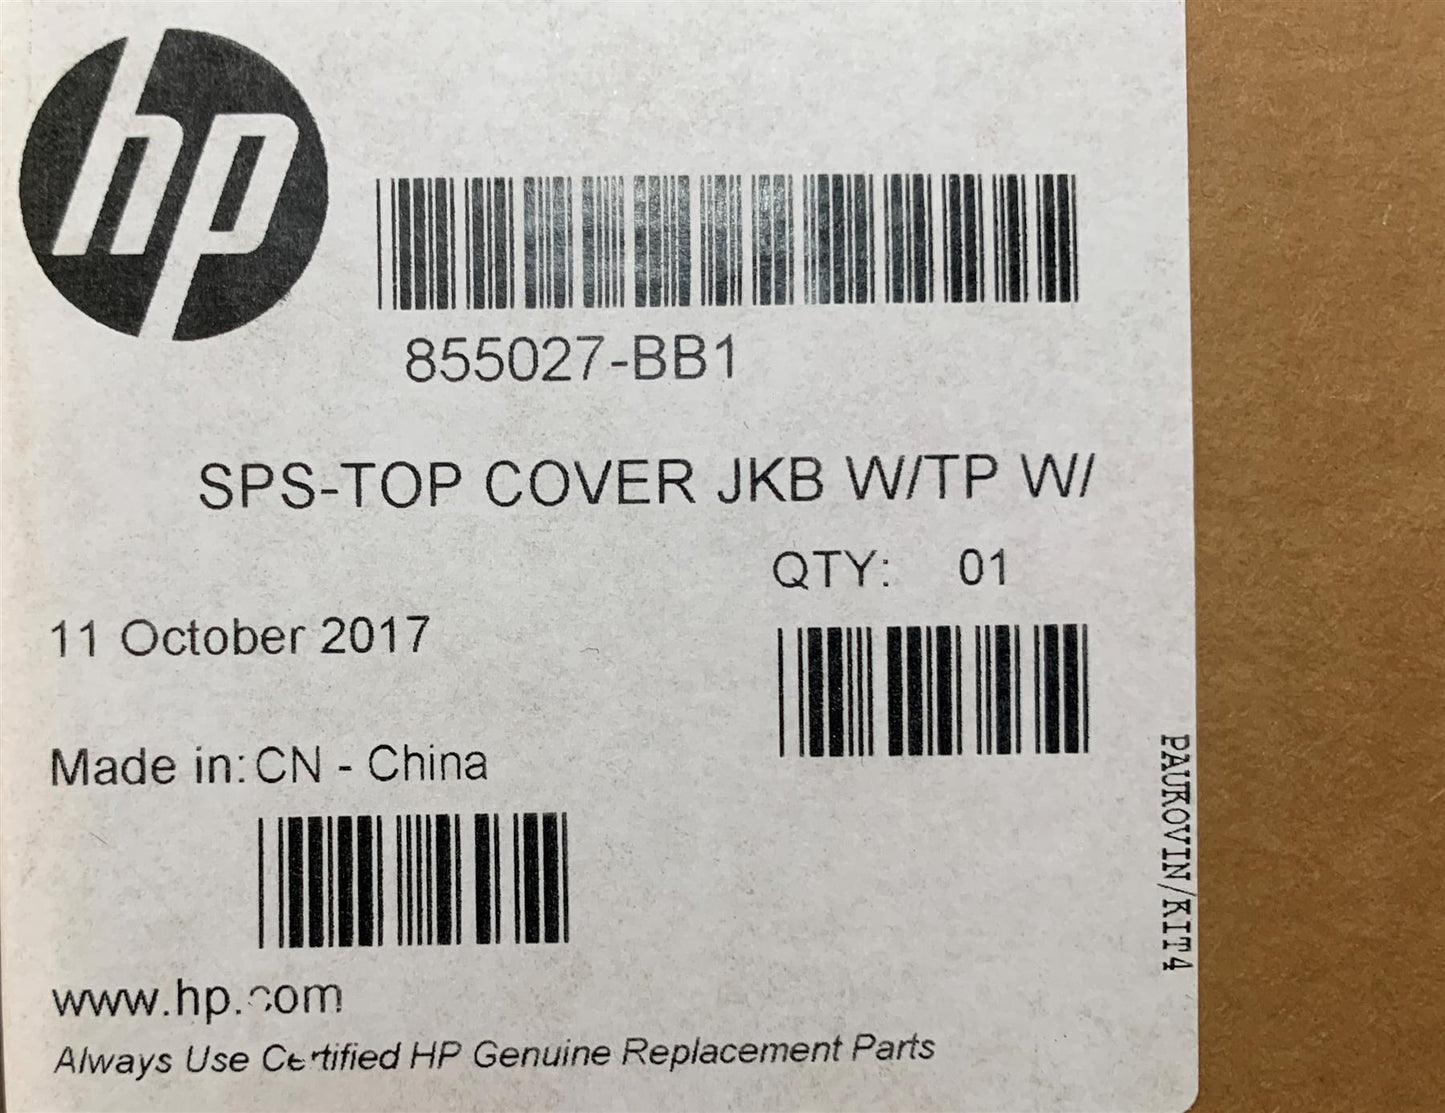 hp
855027-BB1
SPS-TOP COVER JKB W/TP W/
QTY: 01
11 October 2017
Made in: CN - China
www.hp.com
Always Use Certified HP Genuine Replacement Parts
PAUROVIN/KIT4